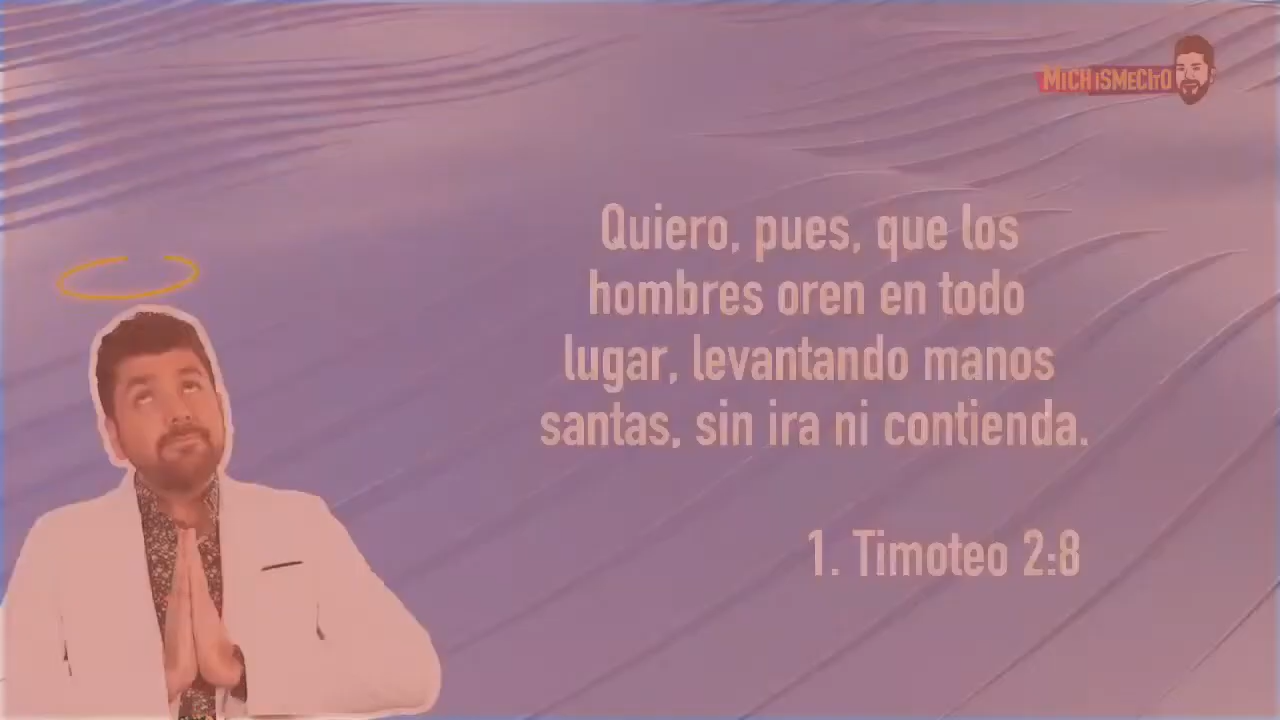 MICHISMECITO
Quiero, pues, que los
hombres oren en todo
lugar, levantando manos
santas, sin ira ni contienda.
1. Timoteo 2:8